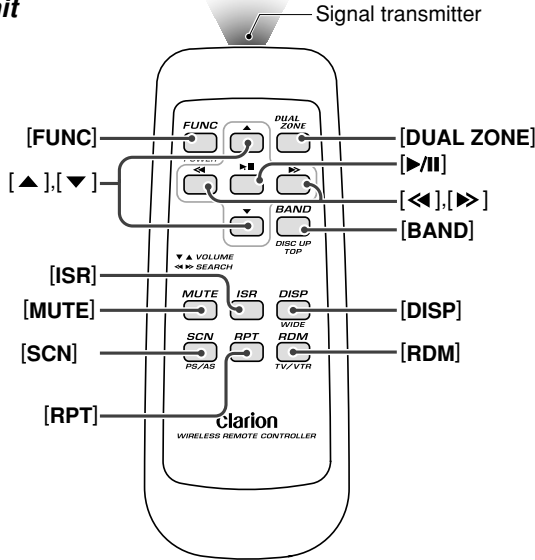 nit
Signal transmitter
[FUNC]
[▲],[▼]
[ISR]
[MUTE]
[SCN]
[RPT]
FUNC
DUAL
ZONE
BAND
DISC UP
TOP
▼ ▲ VOLUME
◀◀ ▶▶ SEARCH
MUTE ISR DISP
WIDE
SCN RPT RDM
PS/AS TV/VTR
clarion
WIRELESS REMOTE CONTROLLER
[DUAL ZONE]
[▶/II]
[◀◀],[▶▶]
[BAND]
[DISP]
[RDM]